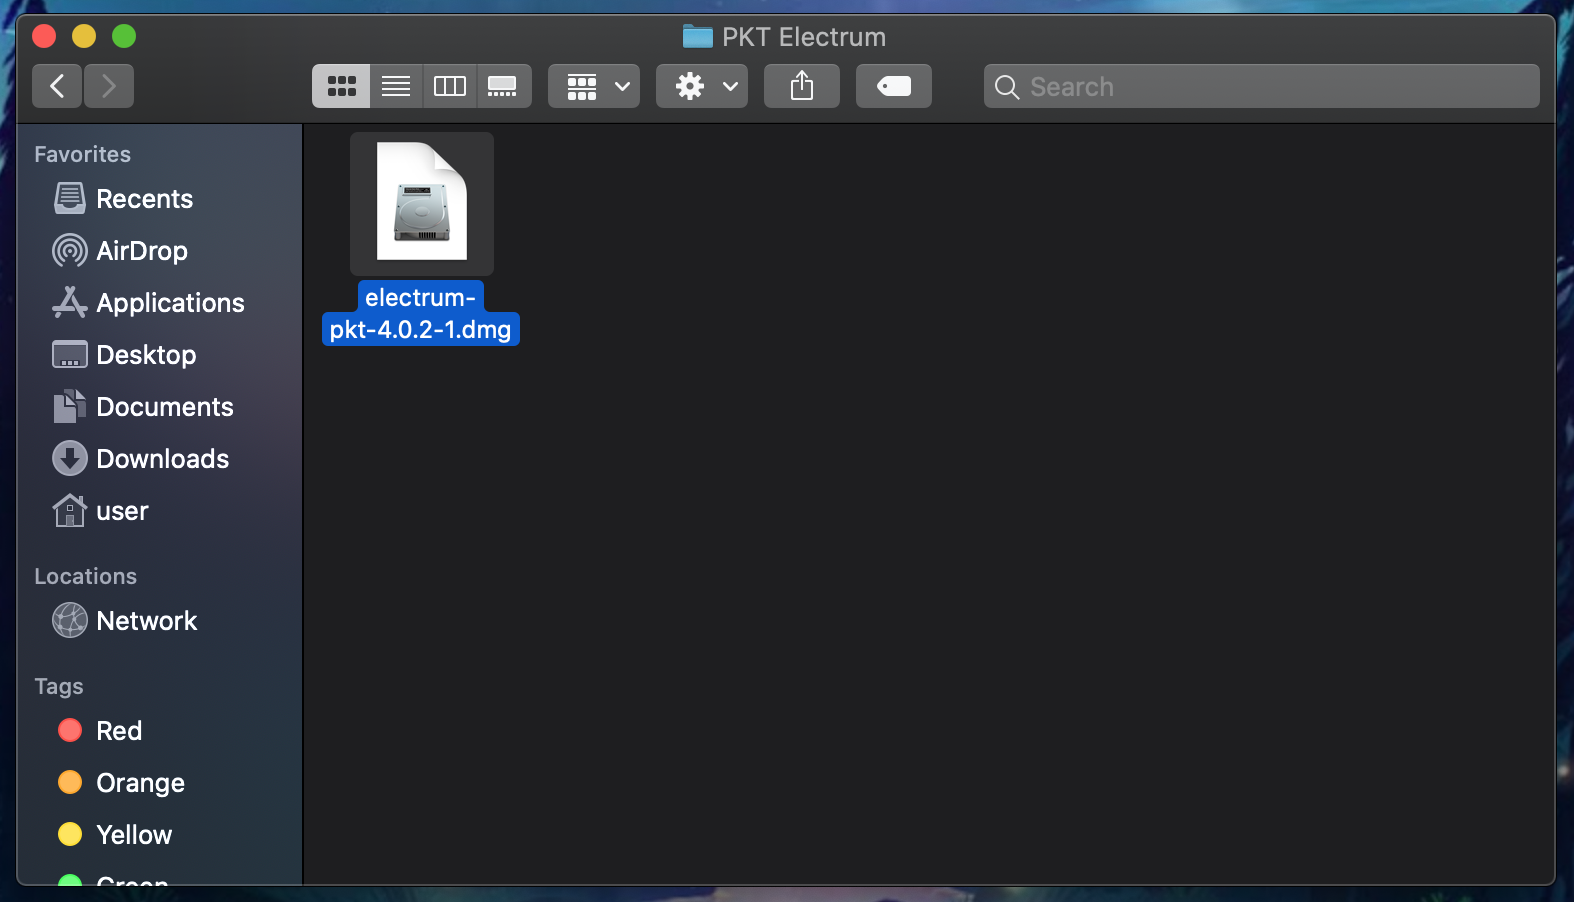 PKT Electrum
Search
Favorites
Recents
AirDrop
Applications
Desktop
Documents
Downloads
user
Locations
Network
Tags
Red
Orange
Yellow
Green
electrum-
pkt-4.0.2-1.dmg